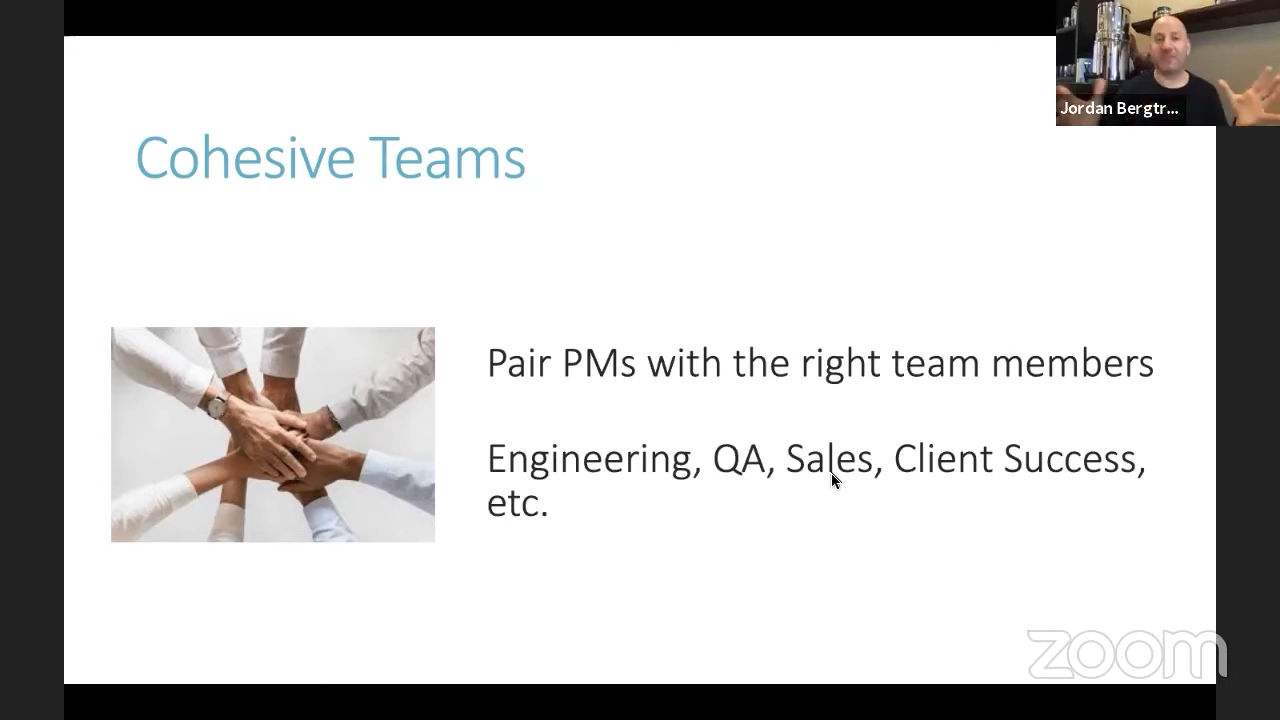 Jordan Bergtr...
Cohesive Teams
Pair PMs with the right team members
Engineering, QA, Sales, Client Success,
etc.
zoom